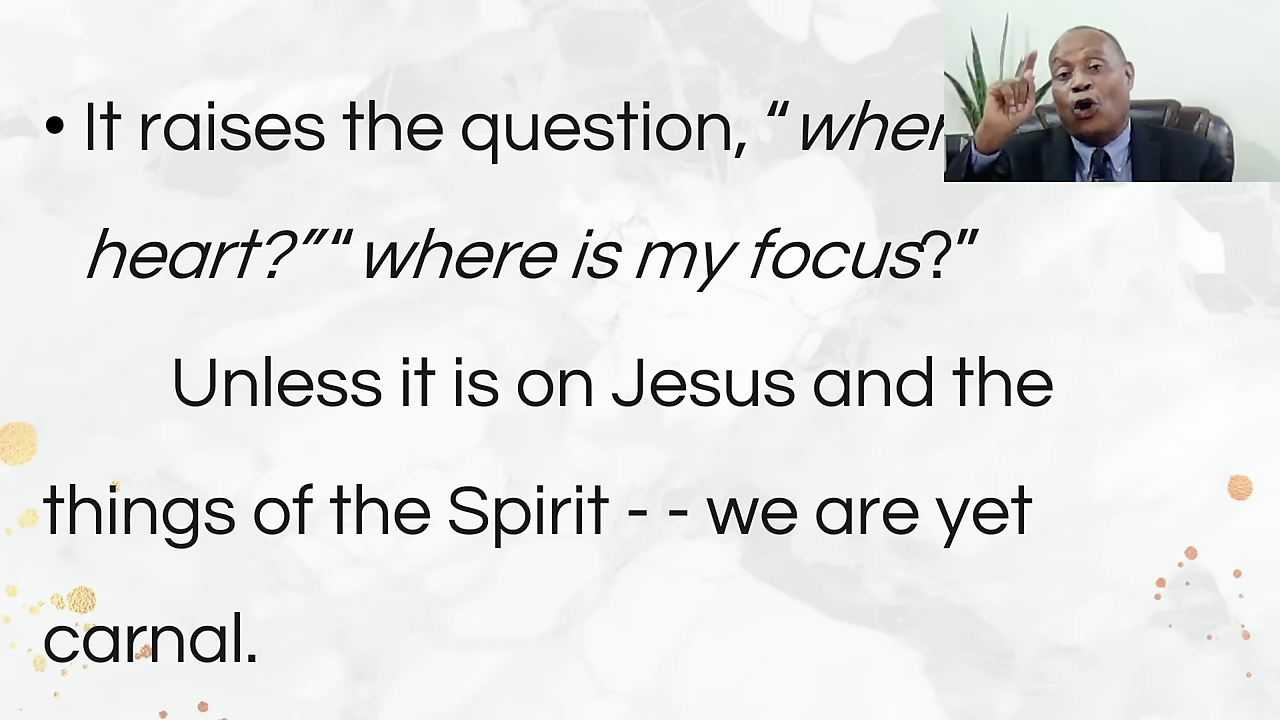 • It raises the question, “
heart?”“where is my focus?”
Unless it is on Jesus and the
things of the Spirit - - we are yet
carnal.